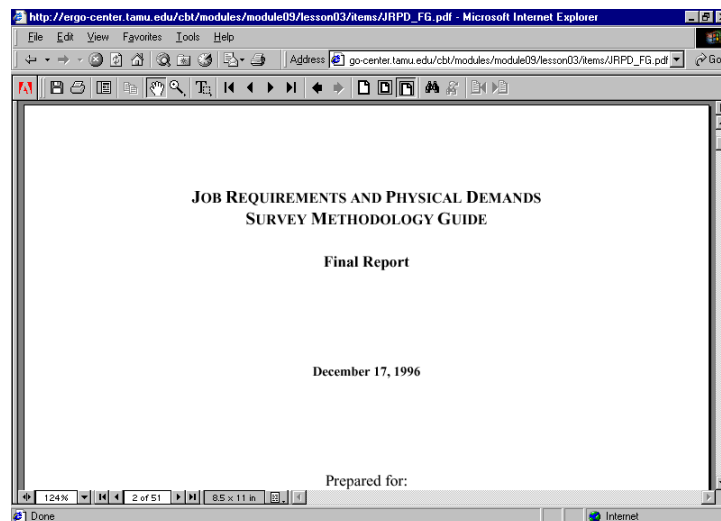 http://ergo-center.tamu.edu/cbt/modules/module09/lesson03/items/JRPD_FG.pdf - Microsoft Internet Explorer
File Edit View Favorites Tools Help
Address go-center.tamu.edu/cbt/modules/module09/lesson03/items/JRPD_FG.pdf Go
JOB REQUIREMENTS AND PHYSICAL DEMANDS
SURVEY METHODOLOGY GUIDE
Final Report
December 17, 1996
Prepared for:
124% 2 of 51 8.5 x 11 in
Done Internet